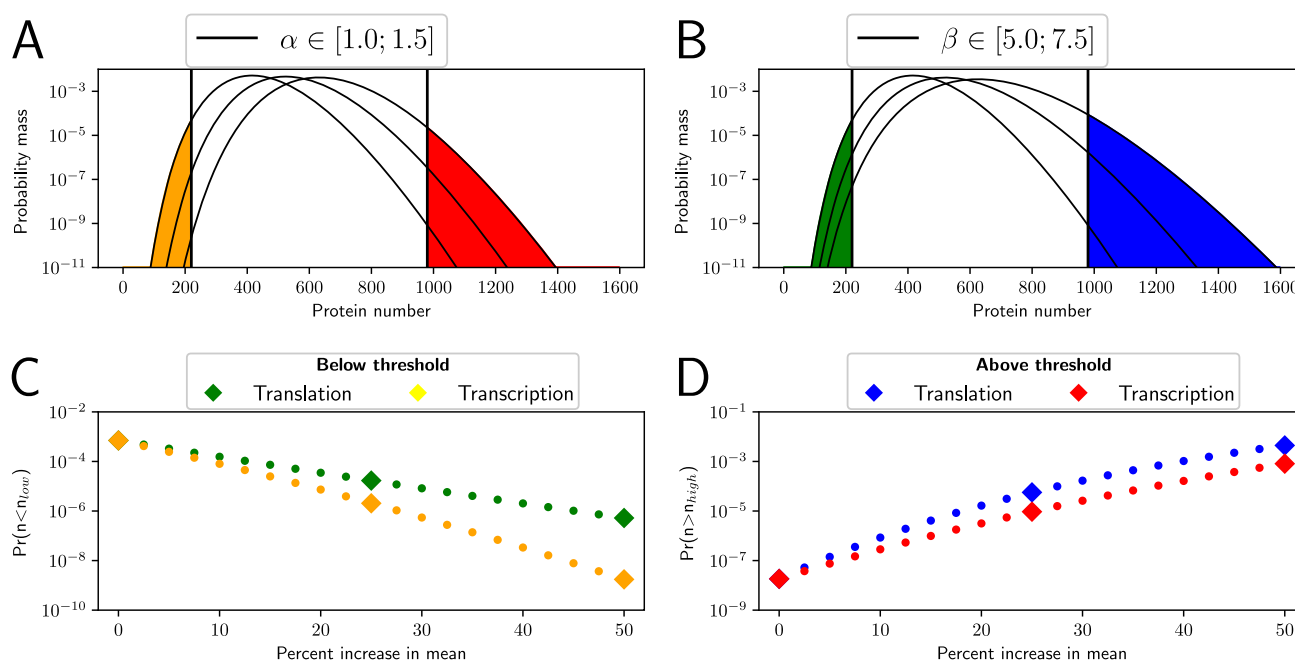 A
α ∈ [1.0; 1.5]
Probability mass
10⁻³
10⁻⁵
10⁻⁷
10⁻⁹
10⁻¹¹
0 200 400 600 800 1000 1200 1400 1600
Protein number
B
β ∈ [5.0; 7.5]
Probability mass
10⁻³
10⁻⁵
10⁻⁷
10⁻⁹
10⁻¹¹
0 200 400 600 800 1000 1200 1400 1600
Protein number
C
Below threshold
Translation Transcription
Pr(n<n_low)
10⁻²
10⁻⁴
10⁻⁶
10⁻⁸
10⁻¹⁰
0 10 20 30 40 50
Percent increase in mean
D
Above threshold
Translation Transcription
Pr(n>n_high)
10⁻¹
10⁻³
10⁻⁵
10⁻⁷
10⁻⁹
0 10 20 30 40 50
Percent increase in mean